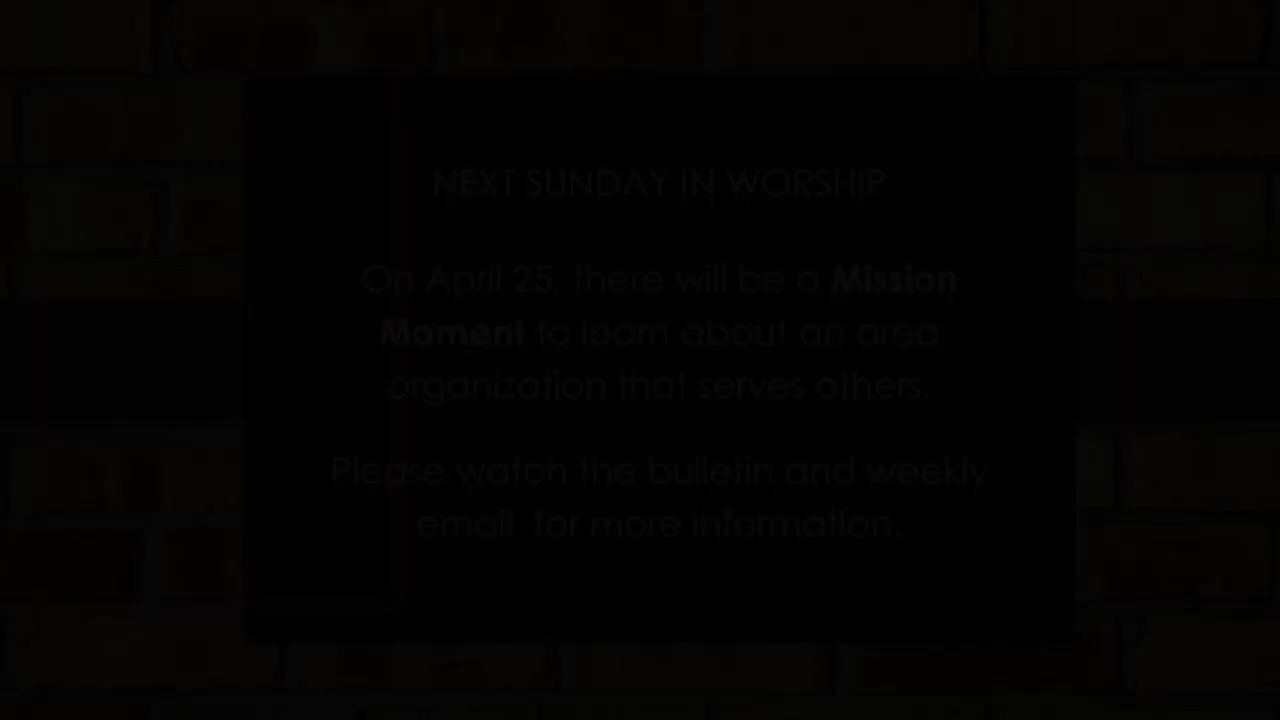 NEXT SUNDAY IN WORSHIP
On April 25, there will be a Mission
Moment to learn about an area
organization that serves others.
Please watch the bulletin and weekly
email for more information.